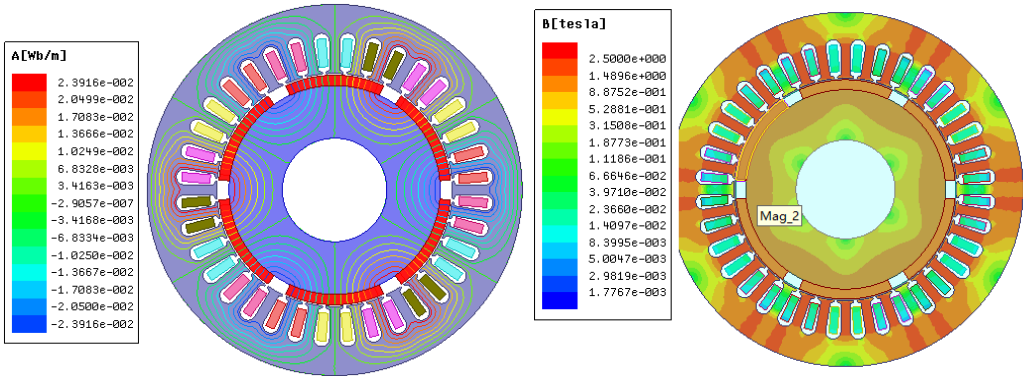 A[Wb/m]
2.3916e-002
2.0499e-002
1.7083e-002
1.3666e-002
1.0249e-002
6.8328e-003
3.4163e-003
-2.9057e-007
-3.4168e-003
-6.8334e-003
-1.0250e-002
-1.3667e-002
-1.7083e-002
-2.0500e-002
-2.3916e-002
B[tesla]
2.5000e+000
1.4896e+000
8.8752e-001
5.2881e-001
3.1508e-001
1.8773e-001
1.1186e-001
6.6646e-002
3.9710e-002
2.3660e-002
1.4097e-002
8.3995e-003
5.0047e-003
2.9819e-003
1.7767e-003
Mag_2